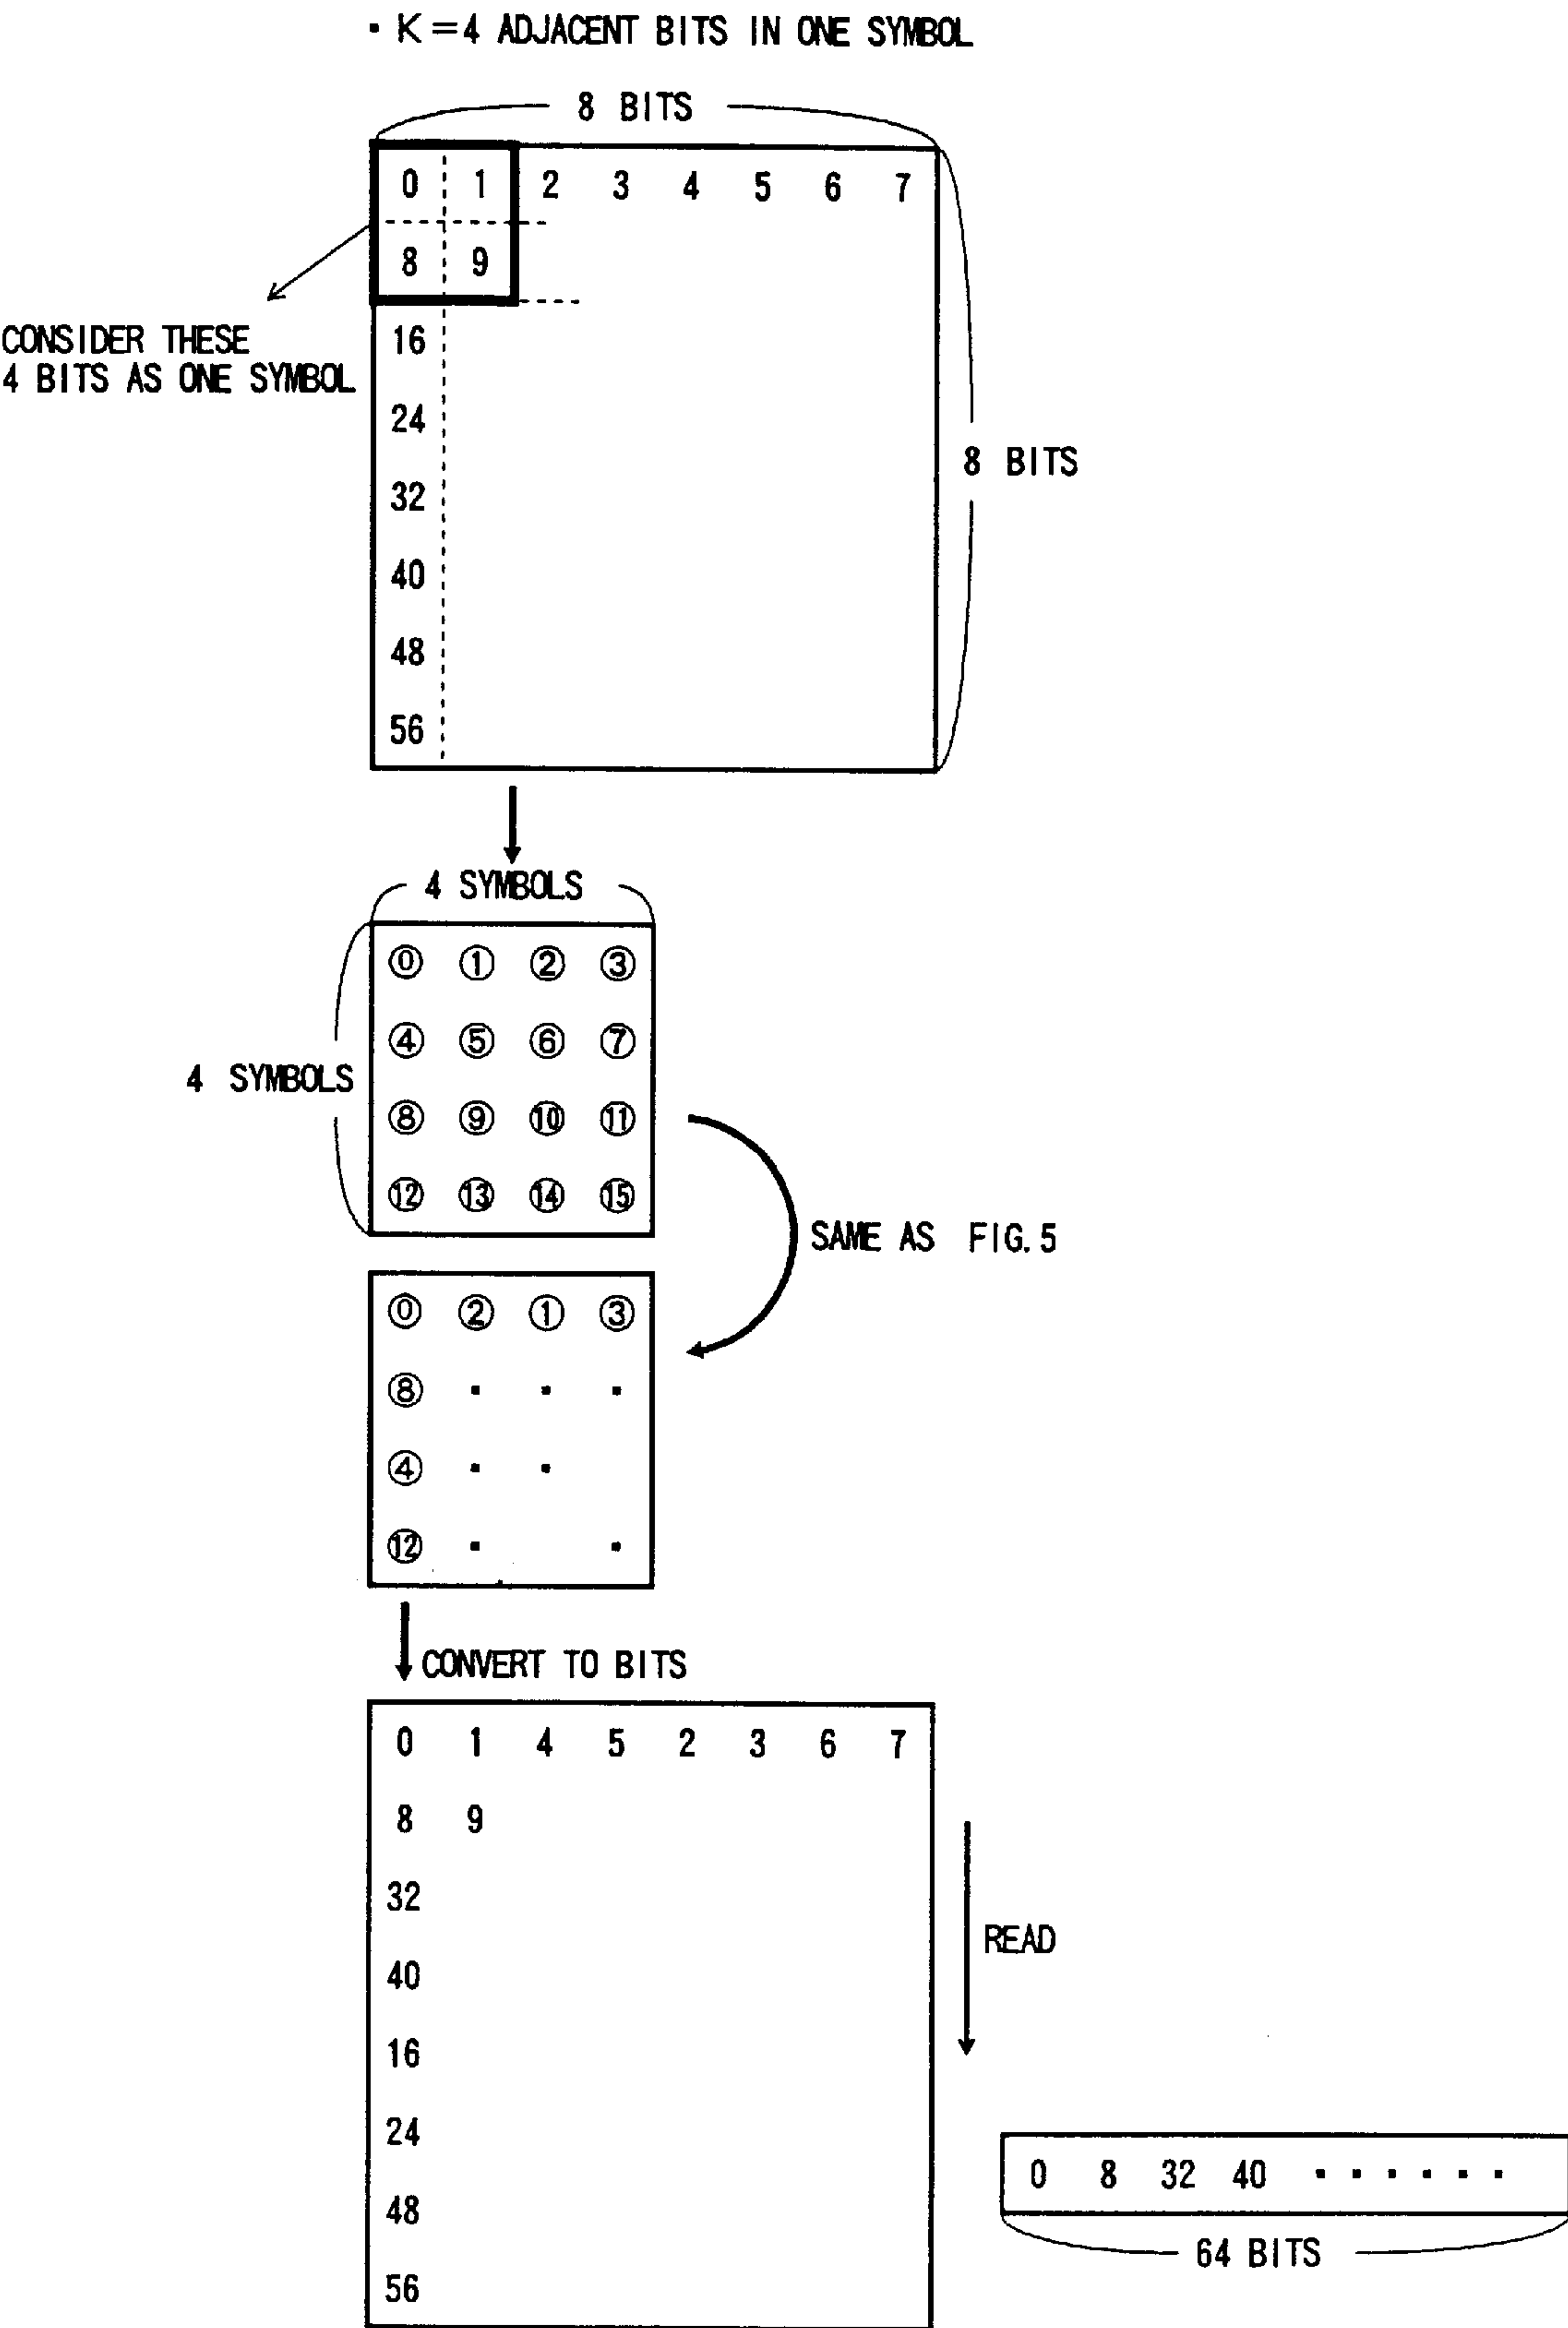 · K=4 ADJACENT BITS IN ONE SYMBOL
8 BITS
0 1 2 3 4 5 6 7
8 9
CONSIDER THESE
4 BITS AS ONE SYMBOL
16
24
32
8 BITS
40
48
56
4 SYMBOLS
⓪ ① ② ③
④ ⑤ ⑥ ⑦
4 SYMBOLS
⑧ ⑨ ⑩ ⑪
⑫ ⑬ ⑭ ⑮
SAME AS FIG. 5
⓪ ② ① ③
⑧ · · ·
④ · ·
⑫ · ·
CONVERT TO BITS
0 1 4 5 2 3 6 7
8 9
32
READ
40
16
24
48
56
0 8 32 40 · · · · · ·
64 BITS